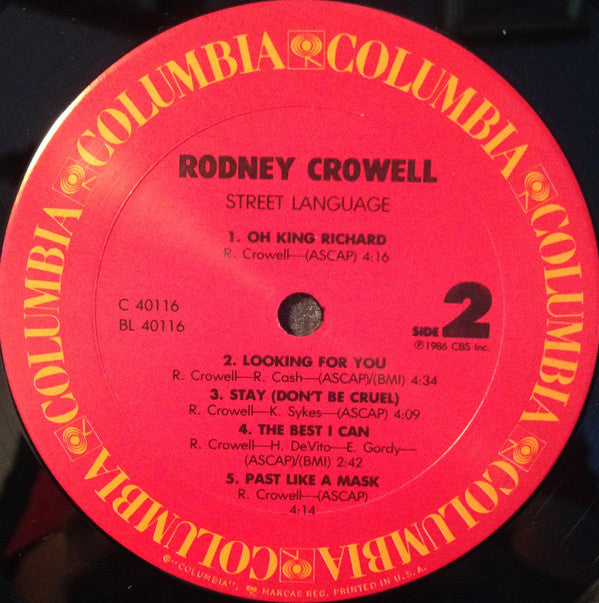 COLUMBIA COLUMBIA COLUMBIA COLUMBIA COLUMBIA COLUMBIA
RODNEY CROWELL
STREET LANGUAGE
1. OH KING RICHARD
R. Crowell—(ASCAP) 4:16
C 40116
BL 40116
SIDE 2
℗1986 CBS Inc.
2. LOOKING FOR YOU
R. Crowell—R. Cash—(ASCAP)/(BMI) 4:34
3. STAY (DON'T BE CRUEL)
R. Crowell—K. Sykes—(ASCAP) 4:09
4. THE BEST I CAN
R. Crowell—H. DeVito—E. Gordy—
(ASCAP)/(BMI) 2:42
5. PAST LIKE A MASK
R. Crowell—(ASCAP)
4:14
"COLUMBIA", MARCAS REG. PRINTED IN U.S.A.